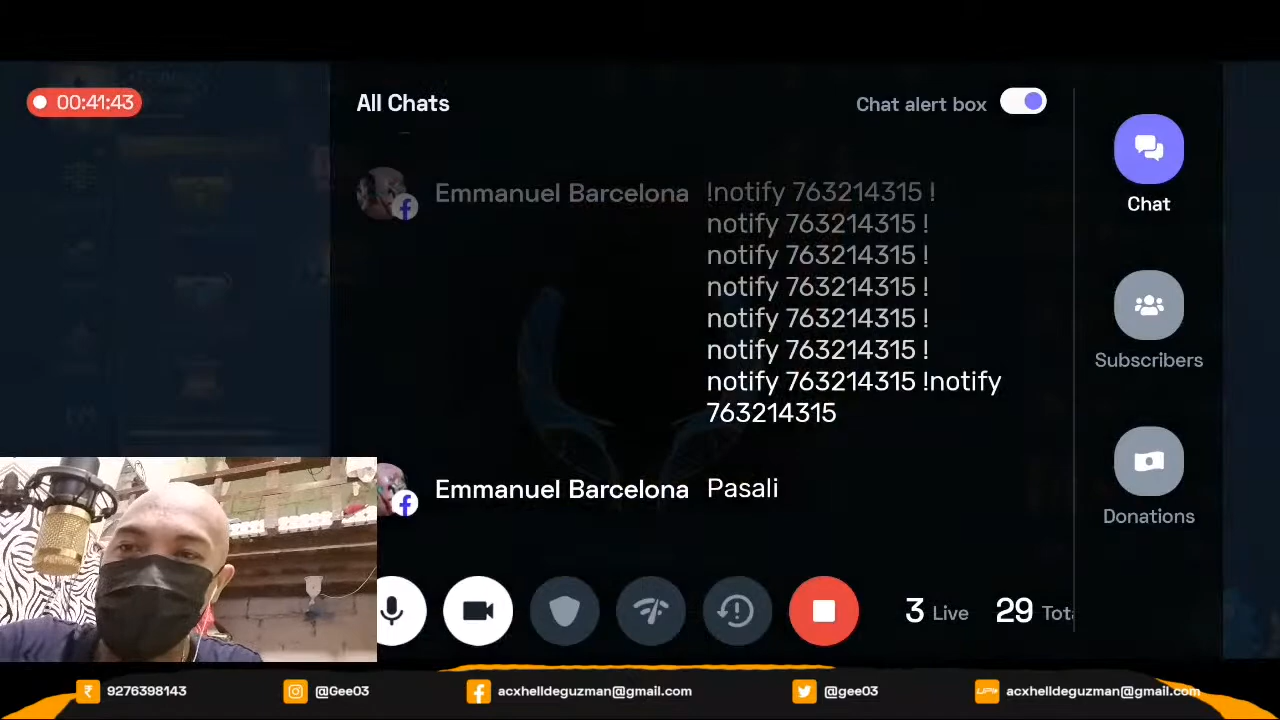 00:41:43
All Chats
Chat alert box
Emmanuel Barcelona
!notify 763214315 !
notify 763214315 !
notify 763214315 !
notify 763214315 !
notify 763214315 !
notify 763214315 !
notify 763214315 !notify
763214315
Emmanuel Barcelona
Pasali
Chat
Subscribers
Donations
3 Live
29
9276398143
@Gee03
acxhelldeguzman@gmail.com
@gee03
UPI
acxhelldeguzman@gmail.com